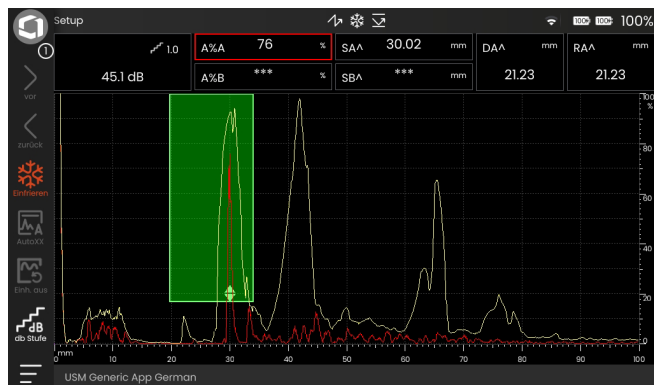 Setup
100%
1
1.0
45.1 dB
A%A 76 %
A%B *** %
SA^ 30.02 mm
SB^ *** mm
DA^ mm
21.23
RA^ mm
21.23
vor
zurück
Einfrieren
AutoXX
Einh. aus
dB
db Stufe
100
%
80
60
40
20
0
0 mm 10 20 30 40 50 60 70 80 90 100
USM Generic App German